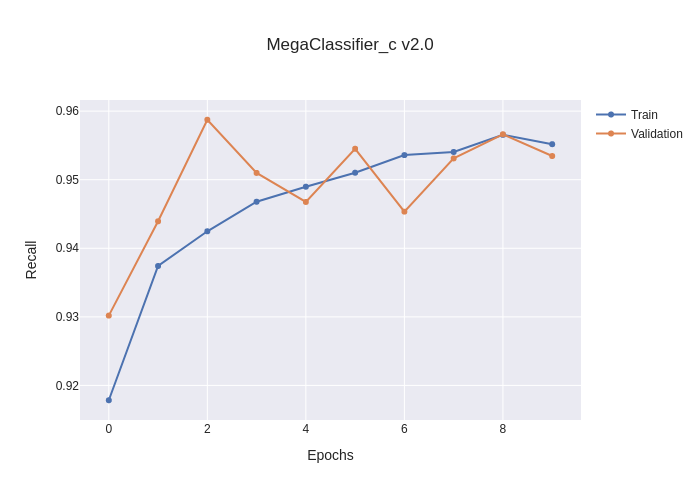 MegaClassifier_c v2.0
Train
Validation
0.96
0.95
0.94
0.93
0.92
Recall
0 2 4 6 8
Epochs